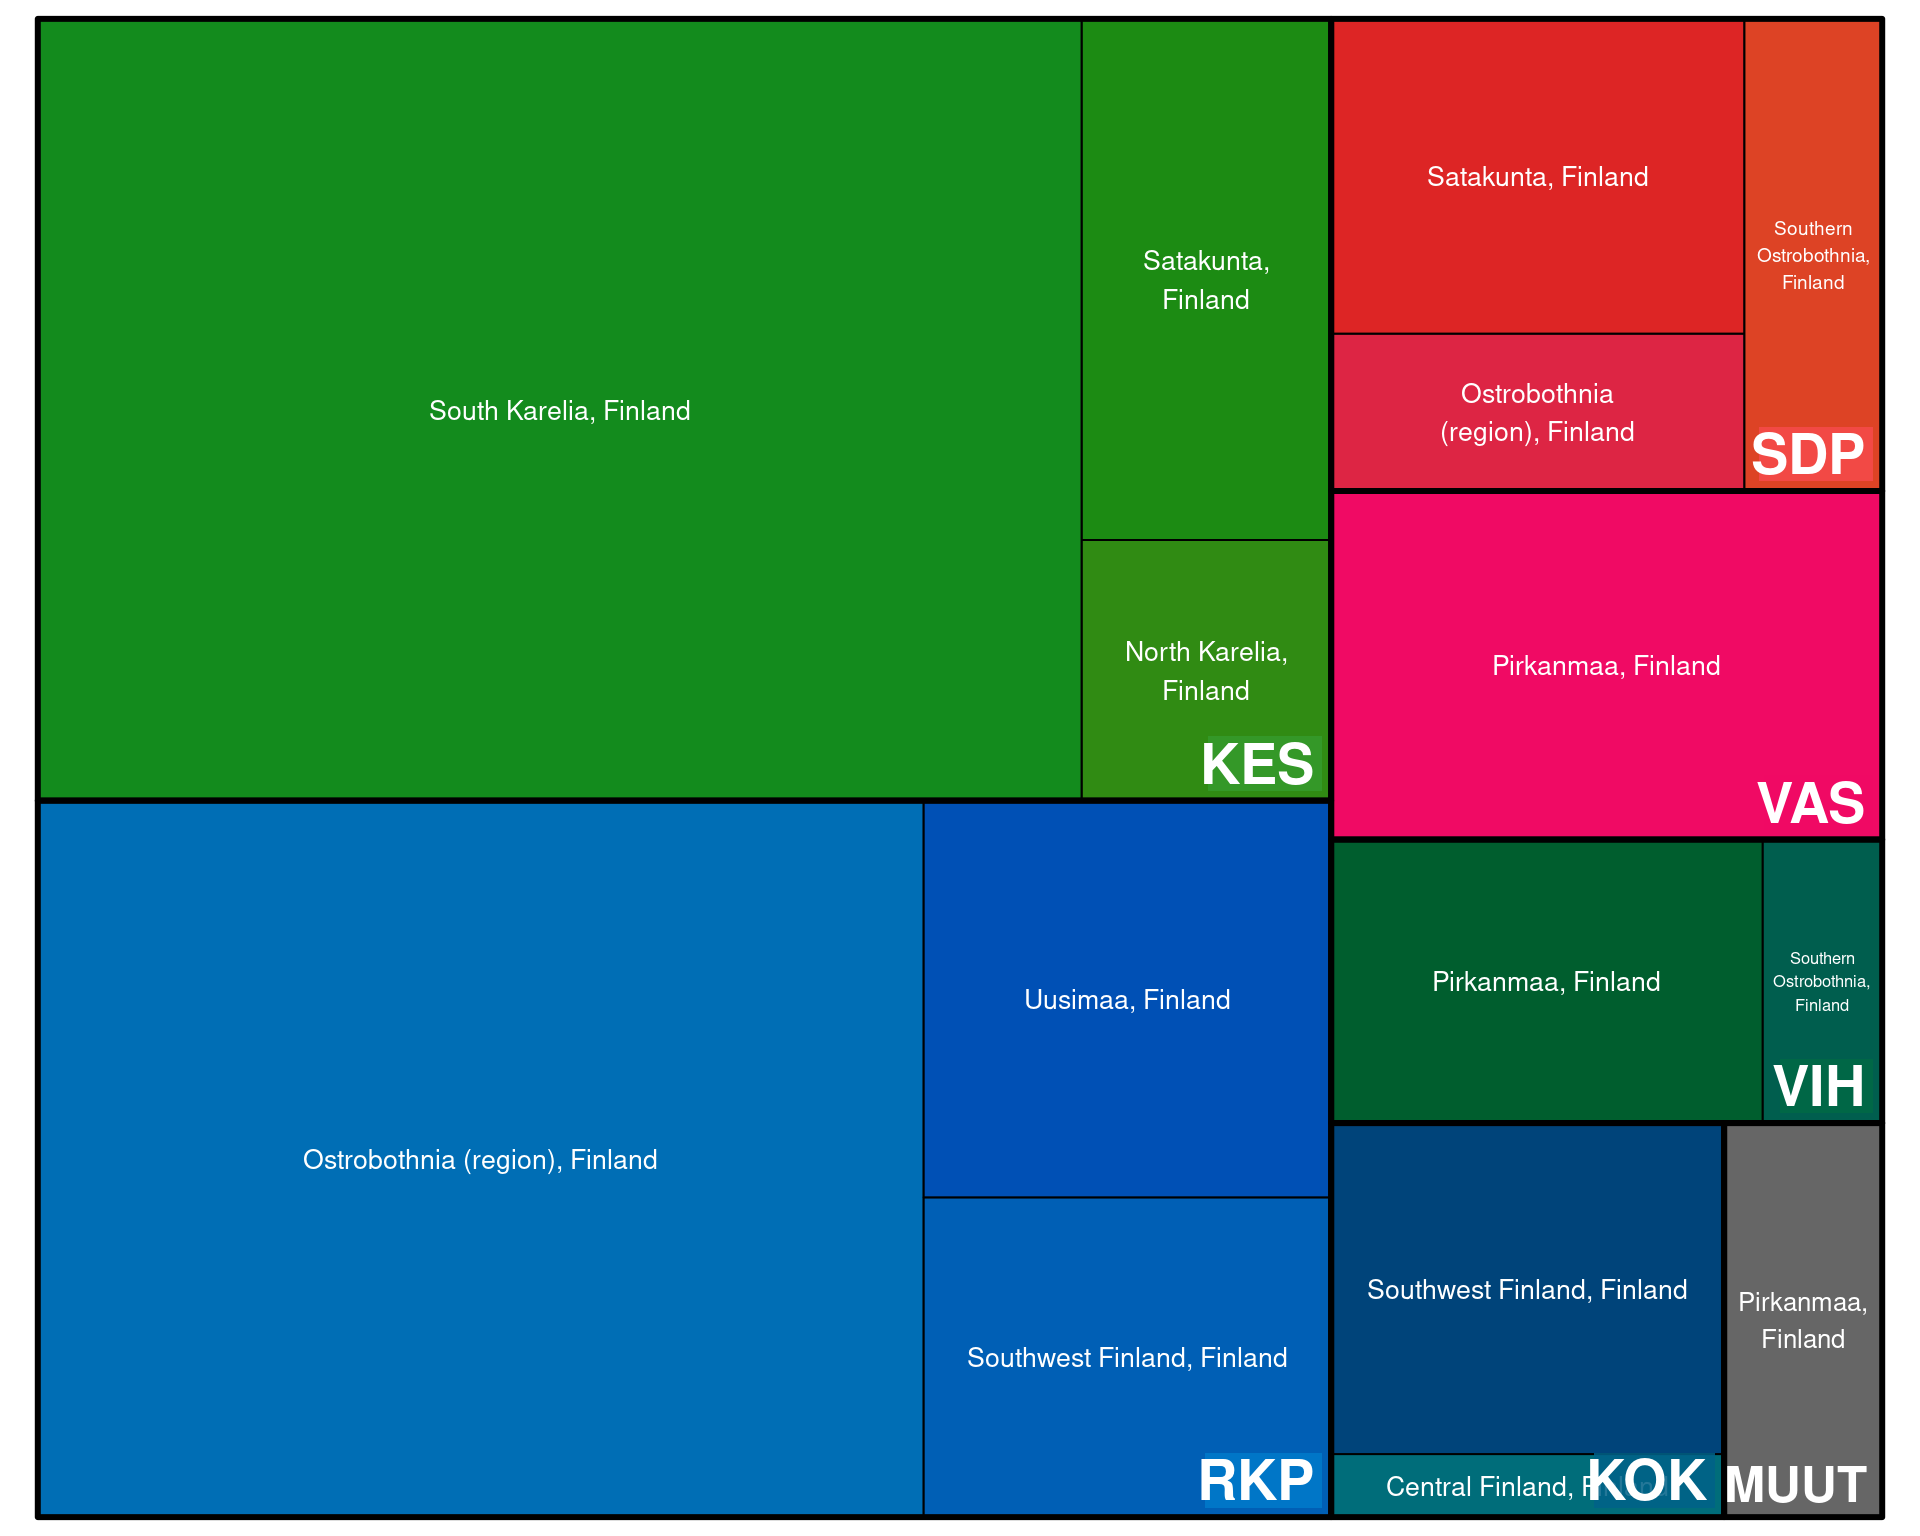 South Karelia, Finland
Satakunta,
Finland
North Karelia,
Finland
KES
Ostrobothnia (region), Finland
Uusimaa, Finland
Southwest Finland, Finland
RKP
Satakunta, Finland
Ostrobothnia
(region), Finland
Southern
Ostrobothnia,
Finland
SDP
Pirkanmaa, Finland
VAS
Pirkanmaa, Finland
Southern
Ostrobothnia,
Finland
VIH
Southwest Finland, Finland
Central Finland, Finland
KOK
Pirkanmaa,
Finland
MUUT